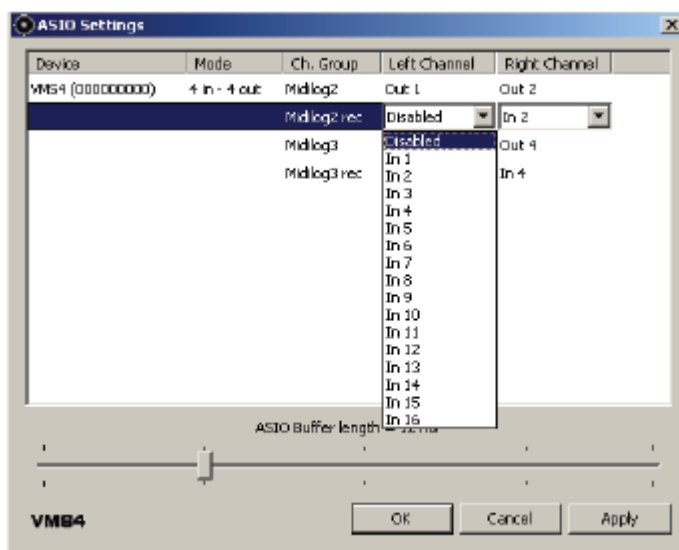 ASIO Settings
Device Mode Ch. Group Left Channel Right Channel
VMS4 (000000000) 4 in - 4 out Midilog2 Out 1 Out 2
Midilog2 rec Disabled In 2
Midilog3 Disabled Out 4
Midilog3 rec In 1 In 4
In 2
In 3
In 4
In 5
In 6
In 7
In 8
In 9
In 10
In 11
In 12
In 13
In 14
In 15
In 16
ASIO Buffer length
VMS4 OK Cancel Apply